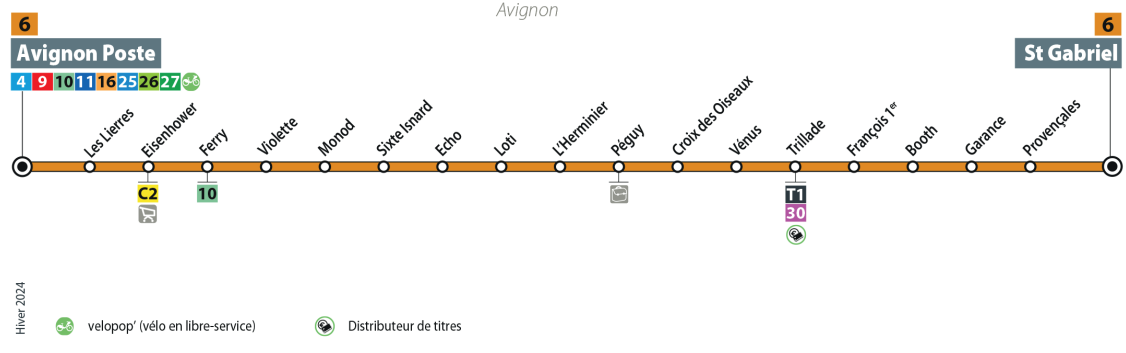 Avignon
6
6
Avignon Poste
St Gabriel
4 9 10 11 16 25 26 27
Les Lierres
Eisenhower
Ferry
Violette
Monod
Sixte Isnard
Echo
Loti
L'Herminier
Péguy
Croix des Oiseaux
Vénus
Trillade
François 1er
Booth
Garance
Provençales
C2
10
T1
30
Hiver 2024
velopop' (vélo en libre-service)
Distributeur de titres